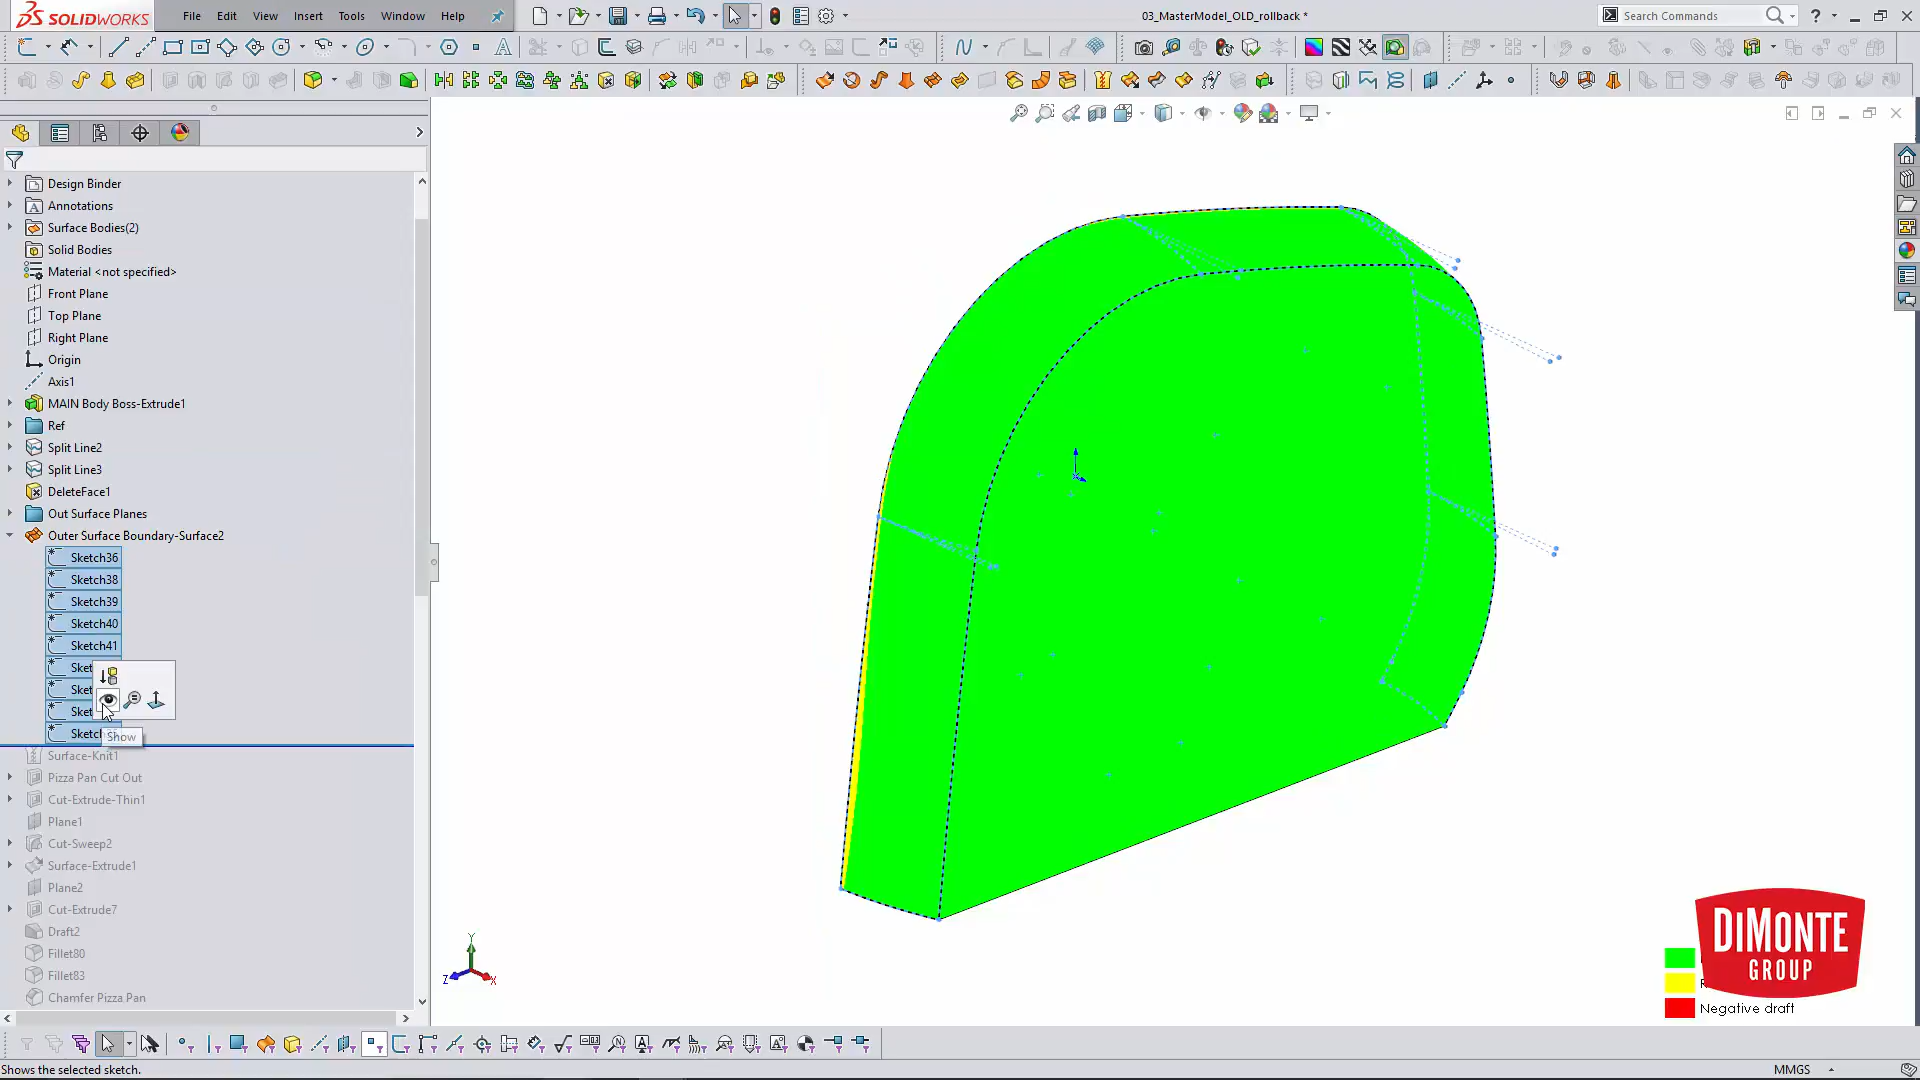 SOLIDWORKS
File Edit View Insert Tools Window Help
03_MasterModel_OLD_rollback *
Search Commands
Design Binder
Annotations
Surface Bodies(2)
Solid Bodies
Material <not specified>
Front Plane
Top Plane
Right Plane
Origin
Axis1
MAIN Body Boss-Extrude1
Ref
Split Line2
Split Line3
DeleteFace1
Out Surface Planes
Outer Surface Boundary-Surface2
Sketch36
Sketch38
Sketch39
Sketch40
Sketch41
Sket
Sket
Sket
Sketch
Show
Surface-Knit1
Pizza Pan Cut Out
Cut-Extrude-Thin1
Plane1
Cut-Sweep2
Surface-Extrude1
Plane2
Cut-Extrude7
Draft2
Fillet80
Fillet83
Chamfer Pizza Pan
Y
Z
X
DIMONTE
GROUP
Negative draft
Shows the selected sketch.
MMGS